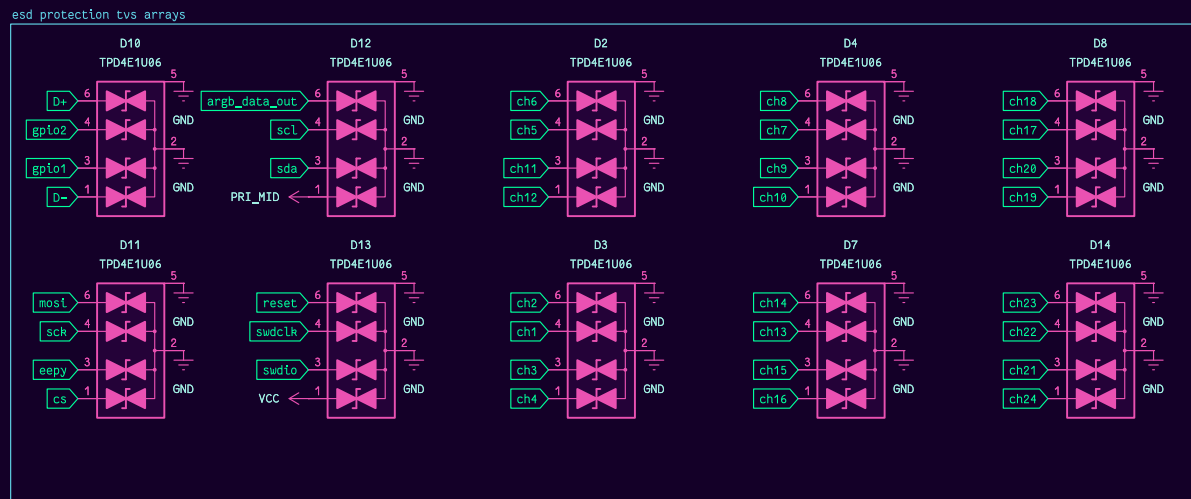 esd protection tvs arrays
D10
TPD4E1U06
5
D+ 6
GND
gpio2 4
2
gpio1 3
GND
D- 1
D12
TPD4E1U06
5
argb_data_out 6
GND
scl 4
2
sda 3
GND
PRI_MID 1
D2
TPD4E1U06
5
ch6 6
GND
ch5 4
2
ch11 3
GND
ch12 1
D4
TPD4E1U06
5
ch8 6
GND
ch7 4
2
ch9 3
GND
ch10 1
D8
TPD4E1U06
5
ch18 6
GND
ch17 4
2
ch20 3
GND
ch19 1
D11
TPD4E1U06
5
mosi 6
GND
sck 4
2
eepy 3
GND
cs 1
D13
TPD4E1U06
5
reset 6
GND
swdclk 4
2
swdio 3
GND
VCC 1
D3
TPD4E1U06
5
ch2 6
GND
ch1 4
2
ch3 3
GND
ch4 1
D7
TPD4E1U06
5
ch14 6
GND
ch13 4
2
ch15 3
GND
ch16 1
D14
TPD4E1U06
5
ch23 6
GND
ch22 4
2
ch21 3
GND
ch24 1